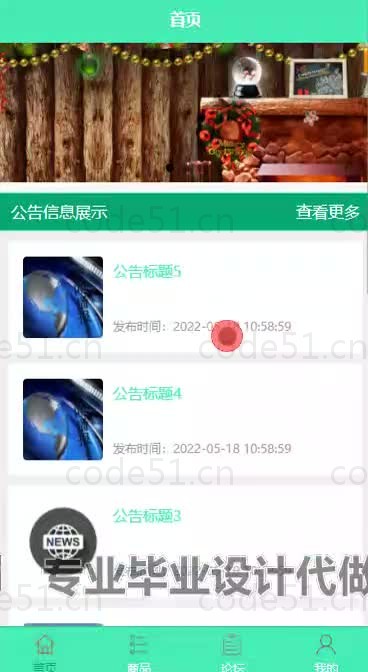 首页
公告信息展示 查看更多
code51.cn
公告标题5
发布时间：2022-05-18 10:58:59
code51.cn code51.cn
公告标题4
发布时间：2022-05-18 10:58:59
code51.cn
公告标题3
NEWS
专业毕业设计代做
code51.cn code51.cn
首页 商品 论坛 我的